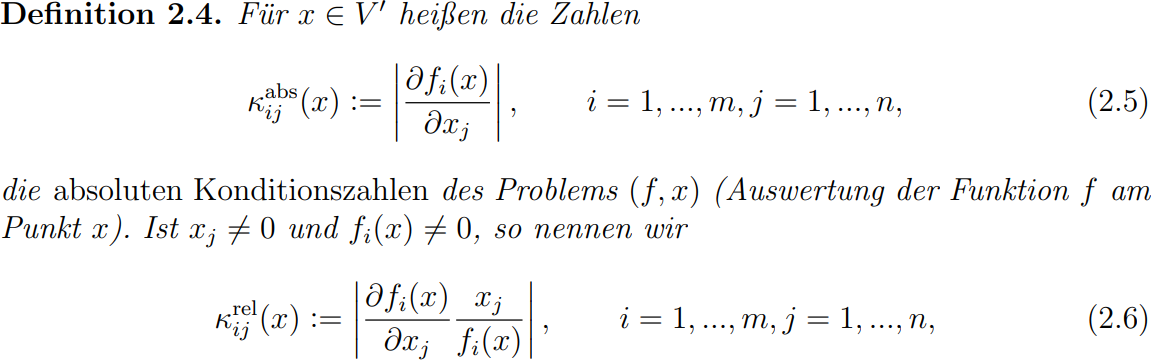 Definition 2.4. Für x ∈ V′ heißen die Zahlen
κ_{ij}^{abs}(x) := |∂f_i(x)/∂x_j|, i = 1, ..., m, j = 1, ..., n, (2.5)
die absoluten Konditionszahlen des Problems (f, x) (Auswertung der Funktion f am
Punkt x). Ist x_j ≠ 0 und f_i(x) ≠ 0, so nennen wir
κ_{ij}^{rel}(x) := |∂f_i(x)/∂x_j x_j/f_i(x)|, i = 1, ..., m, j = 1, ..., n, (2.6)